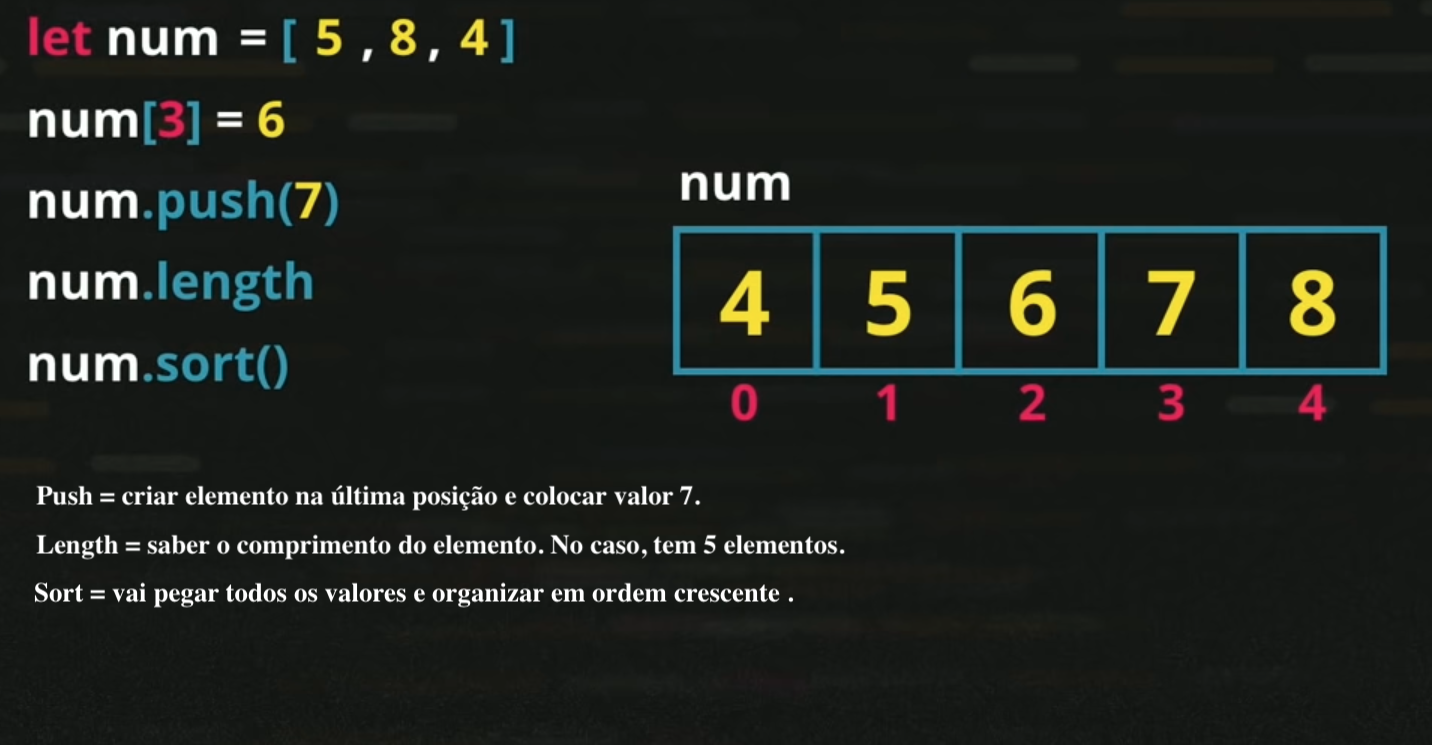 let num = [ 5 , 8 , 4 ]
num[3] = 6
num.push(7)
num.length
num.sort()
num
4 5 6 7 8
0 1 2 3 4
Push = criar elemento na última posição e colocar valor 7.
Length = saber o comprimento do elemento. No caso, tem 5 elementos.
Sort = vai pegar todos os valores e organizar em ordem crescente .